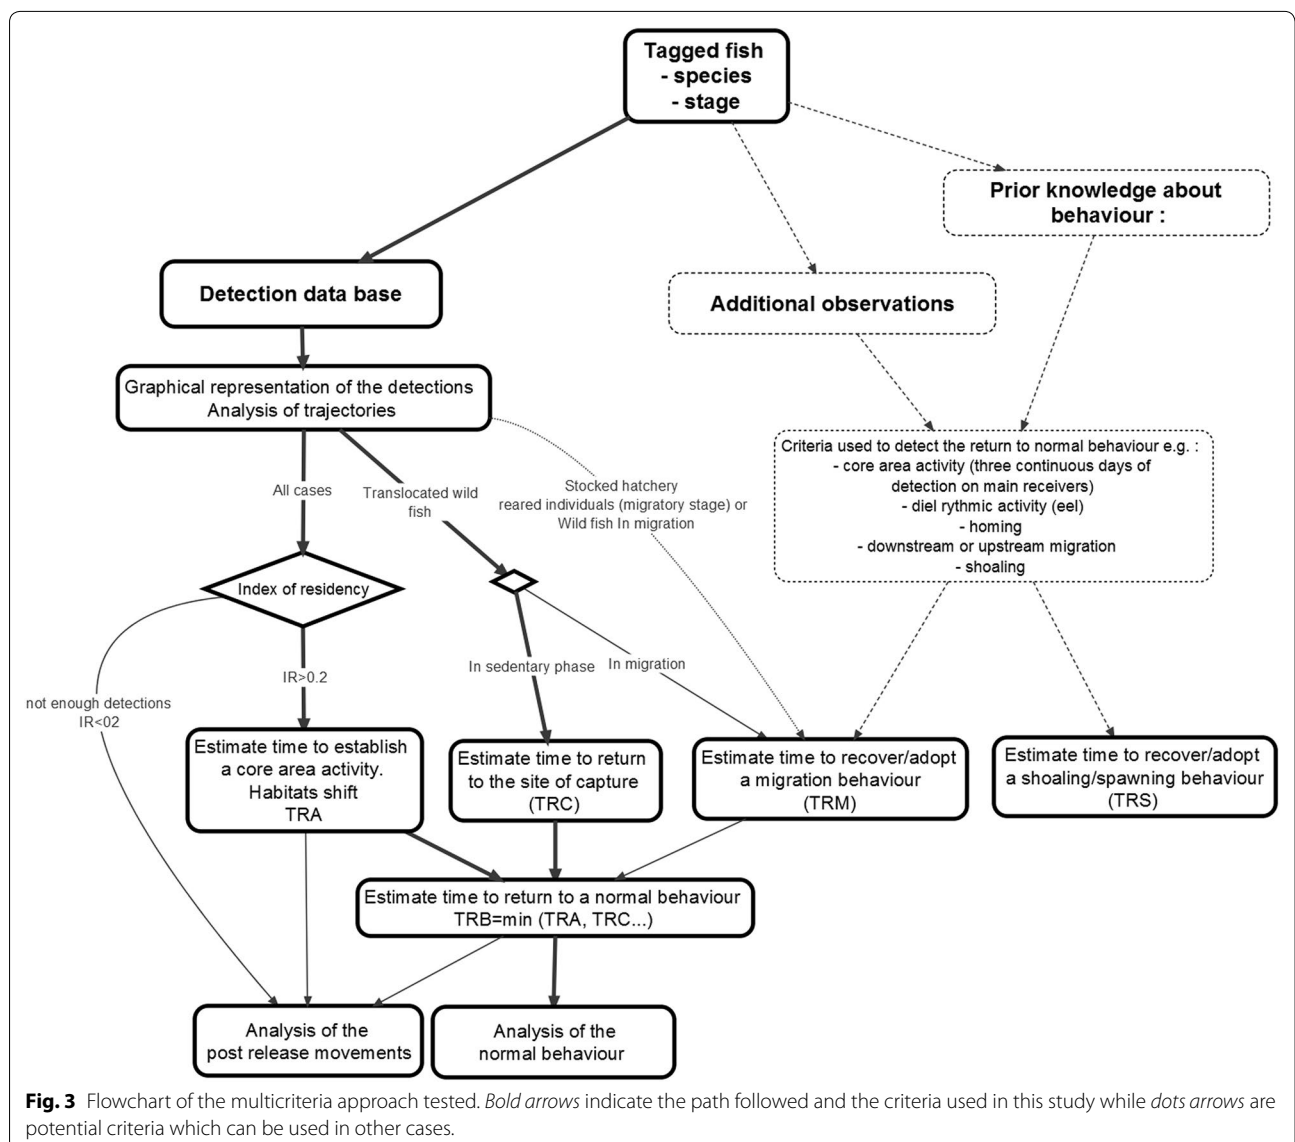 Tagged fish
- species
- stage
Prior knowledge about
behaviour :
Detection data base
Additional observations
Graphical representation of the detections
Analysis of trajectories
Criteria used to detect the return to normal behaviour e.g. :
- core area activity (three continuous days of
detection on main receivers)
- diel rythmic activity (eel)
- homing
- downstream or upstream migration
- shoaling
All cases
Translocated wild
fish
Stocked hatchery
reared individuals (migratory stage) or
Wild fish In migration
Index of residency
In sedentary phase
In migration
IR>0.2
not enough detections
IR<02
Estimate time to establish
a core area activity.
Habitats shift
TRA
Estimate time to return
to the site of capture
(TRC)
Estimate time to recover/adopt
a migration behaviour
(TRM)
Estimate time to recover/adopt
a shoaling/spawning behaviour
(TRS)
Estimate time to return to a normal behaviour
TRB=min (TRA, TRC...)
Analysis of the
post release movements
Analysis of the
normal behaviour
Fig. 3 Flowchart of the multicriteria approach tested. Bold arrows indicate the path followed and the criteria used in this study while dots arrows are
potential criteria which can be used in other cases.